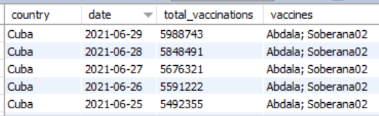 country date total_vaccinations vaccines
Cuba 2021-06-29 5988743 Abdala; Soberana02
Cuba 2021-06-28 5848491 Abdala; Soberana02
Cuba 2021-06-27 5676321 Abdala; Soberana02
Cuba 2021-06-26 5591222 Abdala; Soberana02
Cuba 2021-06-25 5492355 Abdala; Soberana02